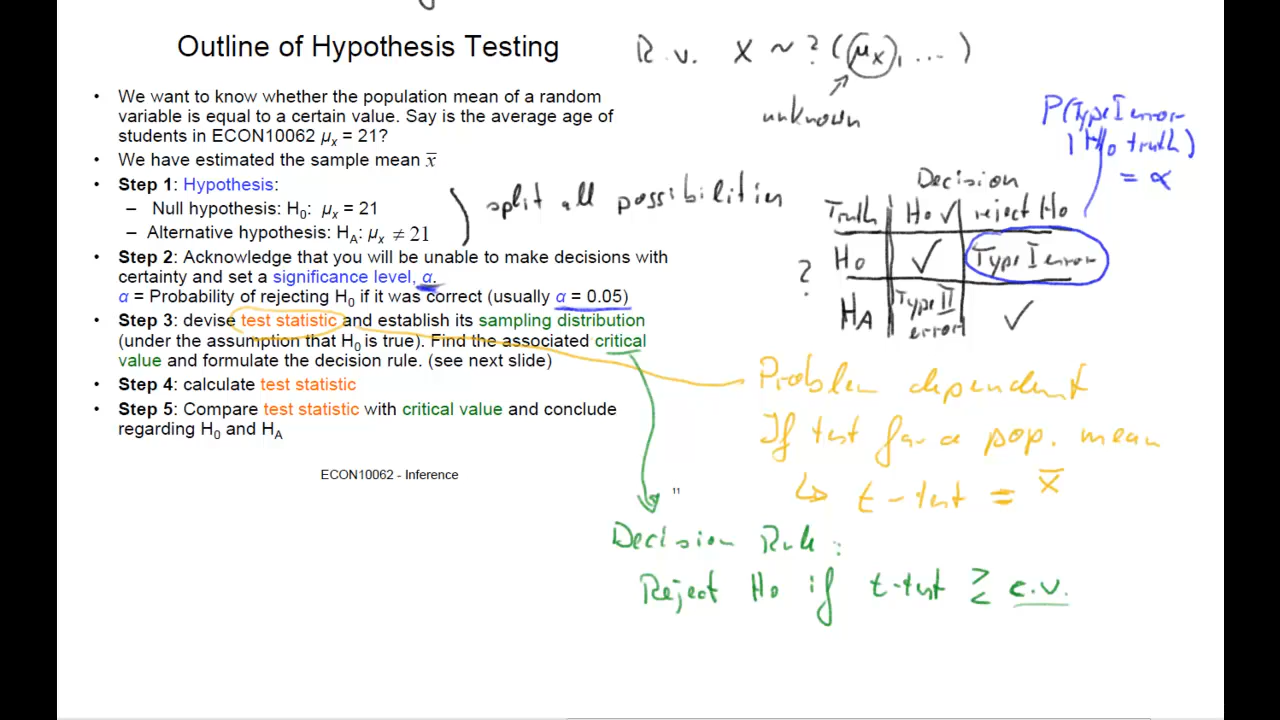 Outline of Hypothesis Testing
• We want to know whether the population mean of a random
variable is equal to a certain value. Say is the average age of
students in ECON10062 μx = 21?
• We have estimated the sample mean x̅
• Step 1: Hypothesis:
– Null hypothesis: H0: μx = 21
– Alternative hypothesis: HA: μx ≠ 21
• Step 2: Acknowledge that you will be unable to make decisions with
certainty and set a significance level, α.
α = Probability of rejecting H0 if it was correct (usually α = 0.05)
• Step 3: devise test statistic and establish its sampling distribution
(under the assumption that H0 is true). Find the associated critical
value and formulate the decision rule. (see next slide)
• Step 4: calculate test statistic
• Step 5: Compare test statistic with critical value and conclude
regarding H0 and HA
ECON10062 - Inference
11
R.v. X ~ ? (μx, ...)
unknown
split all possibilities
P(Type I error
| H0 truth)
= α
Decision
Truth H0 ✓ reject H0
? H0 ✓ Type I error
HA Type II error ✓
Problem dependent
If test for a pop. mean
↳ t-test = x̅
Decision Rule:
Reject H0 if t-test ≷ c.v.